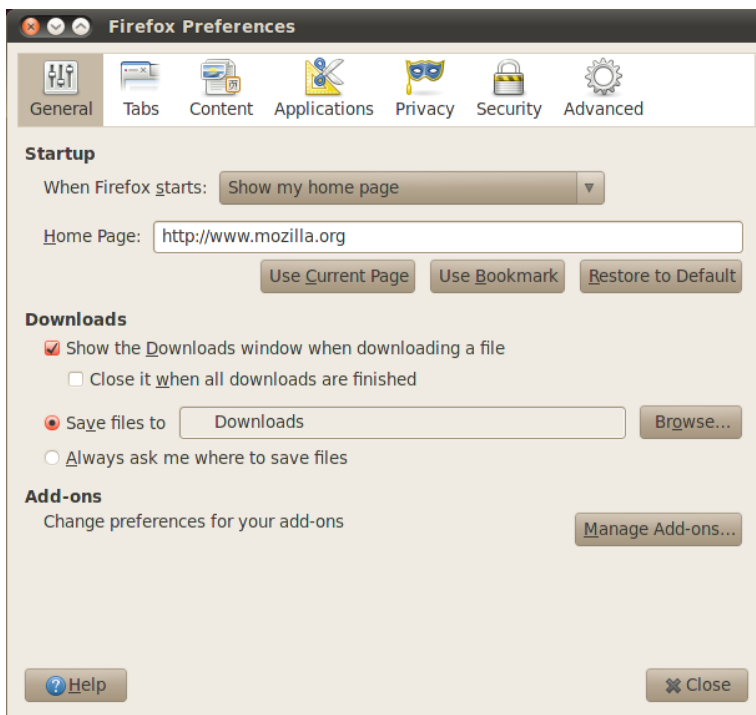 Firefox Preferences
General Tabs Content Applications Privacy Security Advanced
Startup
When Firefox starts: Show my home page
Home Page: http://www.mozilla.org
Use Current Page Use Bookmark Restore to Default
Downloads
Show the Downloads window when downloading a file
Close it when all downloads are finished
Save files to Downloads Browse...
Always ask me where to save files
Add-ons
Change preferences for your add-ons
Manage Add-ons...
Help Close